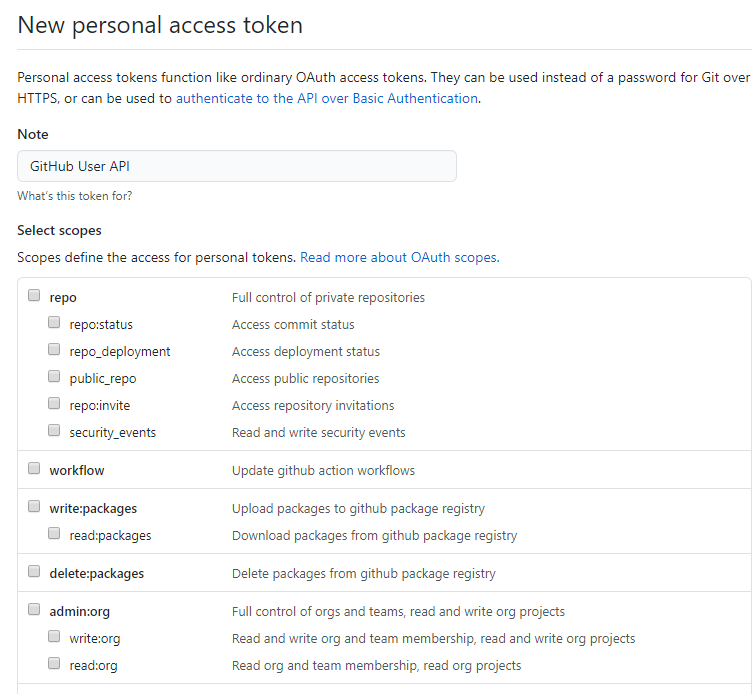 New personal access token
Personal access tokens function like ordinary OAuth access tokens. They can be used instead of a password for Git over
HTTPS, or can be used to authenticate to the API over Basic Authentication.
Note
GitHub User API
What's this token for?
Select scopes
Scopes define the access for personal tokens. Read more about OAuth scopes.
repo Full control of private repositories
repo:status Access commit status
repo_deployment Access deployment status
public_repo Access public repositories
repo:invite Access repository invitations
security_events Read and write security events
workflow Update github action workflows
write:packages Upload packages to github package registry
read:packages Download packages from github package registry
delete:packages Delete packages from github package registry
admin:org Full control of orgs and teams, read and write org projects
write:org Read and write org and team membership, read and write org projects
read:org Read org and team membership, read org projects